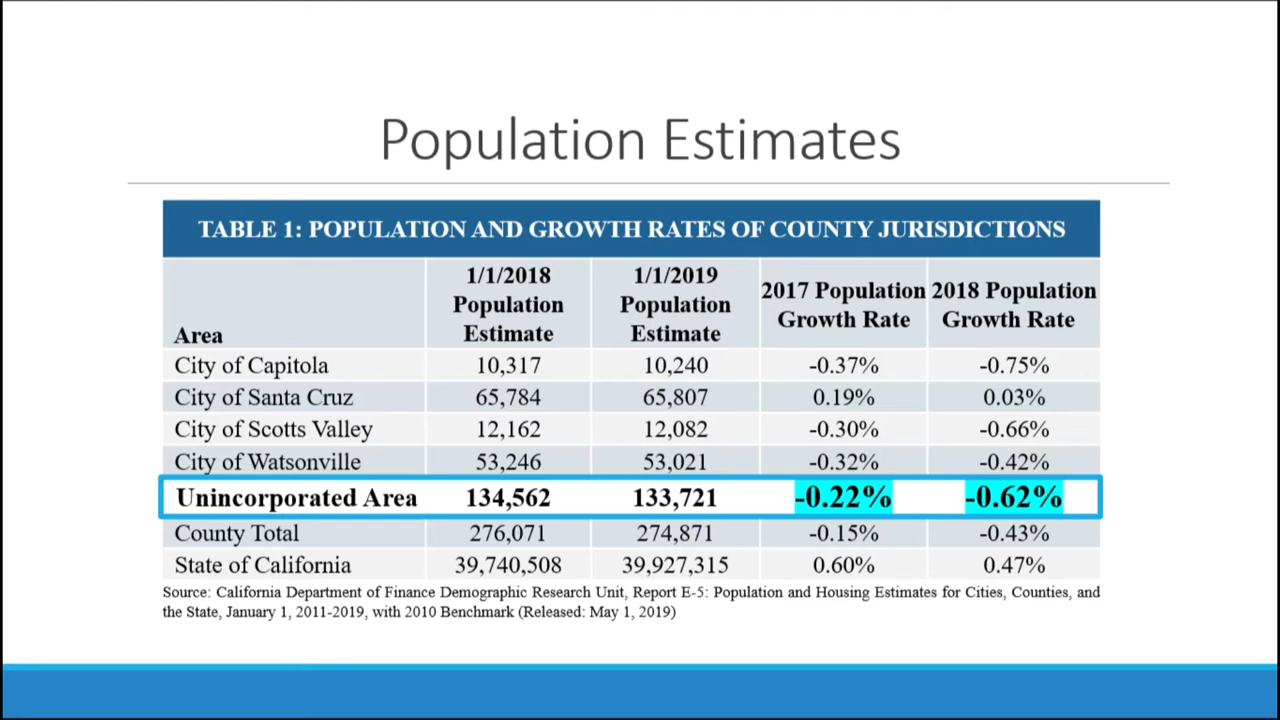 Population Estimates
TABLE 1: POPULATION AND GROWTH RATES OF COUNTY JURISDICTIONS
Area 1/1/2018 Population Estimate 1/1/2019 Population Estimate 2017 Population Growth Rate 2018 Population Growth Rate
City of Capitola 10,317 10,240 -0.37% -0.75%
City of Santa Cruz 65,784 65,807 0.19% 0.03%
City of Scotts Valley 12,162 12,082 -0.30% -0.66%
City of Watsonville 53,246 53,021 -0.32% -0.42%
Unincorporated Area 134,562 133,721 -0.22% -0.62%
County Total 276,071 274,871 -0.15% -0.43%
State of California 39,740,508 39,927,315 0.60% 0.47%
Source: California Department of Finance Demographic Research Unit, Report E-5: Population and Housing Estimates for Cities, Counties, and
the State, January 1, 2011-2019, with 2010 Benchmark (Released: May 1, 2019)